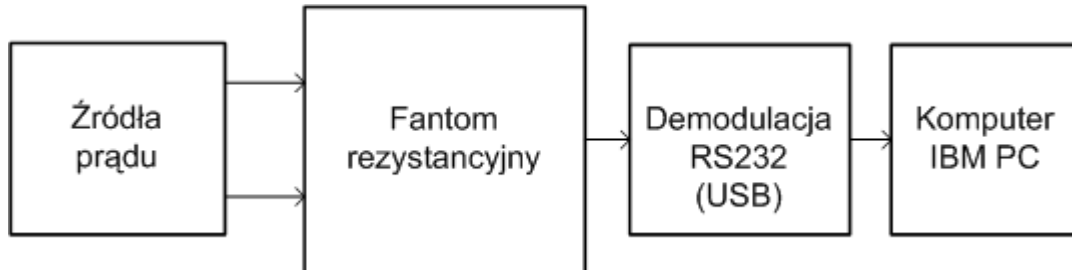 Źródła
prądu
Fantom
rezystancyjny
Demodulacja
RS232
(USB)
Komputer
IBM PC